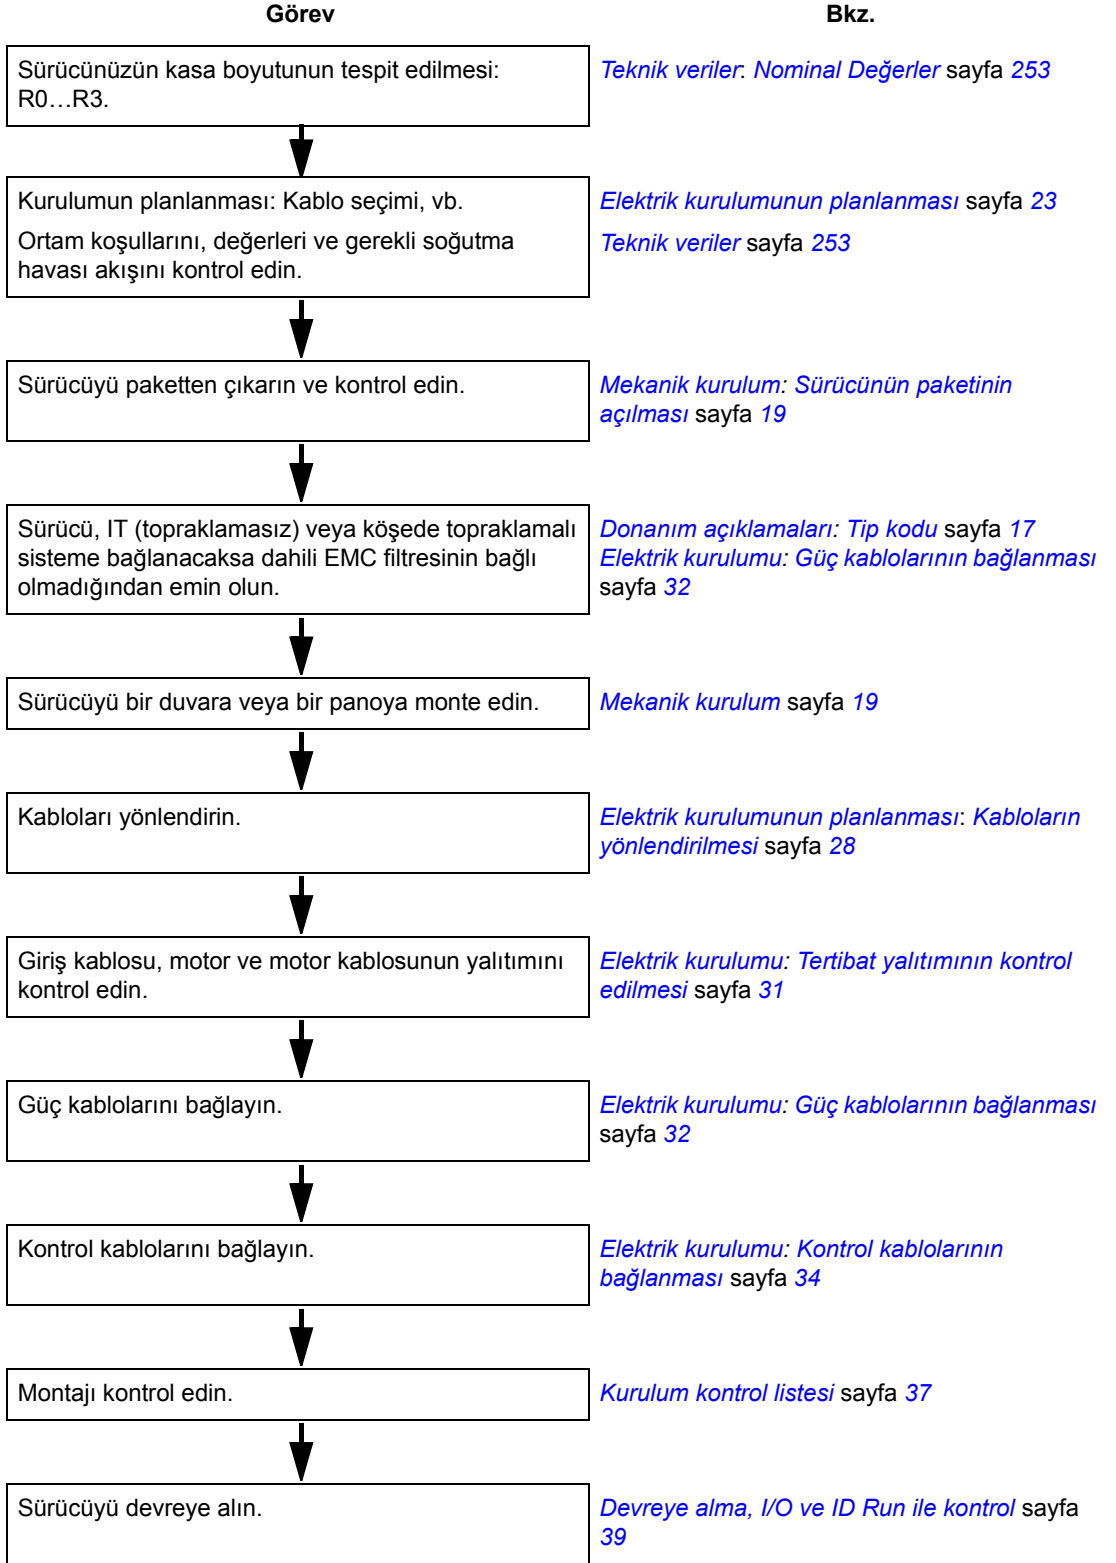 Görev
Bkz.
Sürücünüzün kasa boyutunun tespit edilmesi:
R0…R3.
Teknik veriler: Nominal Değerler sayfa 253
Kurulumun planlanması: Kablo seçimi, vb.
Ortam koşullarını, değerleri ve gerekli soğutma
havası akışını kontrol edin.
Elektrik kurulumunun planlanması sayfa 23
Teknik veriler sayfa 253
Sürücüyü paketten çıkarın ve kontrol edin.
Mekanik kurulum: Sürücünün paketinin
açılması sayfa 19
Sürücü, IT (topraklamasız) veya köşede topraklamalı
sisteme bağlanacaksa dahili EMC filtresinin bağlı
olmadığından emin olun.
Donanım açıklamaları: Tip kodu sayfa 17
Elektrik kurulumu: Güç kablolarının bağlanması
sayfa 32
Sürücüyü bir duvara veya bir panoya monte edin.
Mekanik kurulum sayfa 19
Kabloları yönlendirin.
Elektrik kurulumunun planlanması: Kabloların
yönlendirilmesi sayfa 28
Giriş kablosu, motor ve motor kablosunun yalıtımını
kontrol edin.
Elektrik kurulumu: Tertibat yalıtımının kontrol
edilmesi sayfa 31
Güç kablolarını bağlayın.
Elektrik kurulumu: Güç kablolarının bağlanması
sayfa 32
Kontrol kablolarını bağlayın.
Elektrik kurulumu: Kontrol kablolarının
bağlanması sayfa 34
Montajı kontrol edin.
Kurulum kontrol listesi sayfa 37
Sürücüyü devreye alın.
Devreye alma, I/O ve ID Run ile kontrol sayfa
39